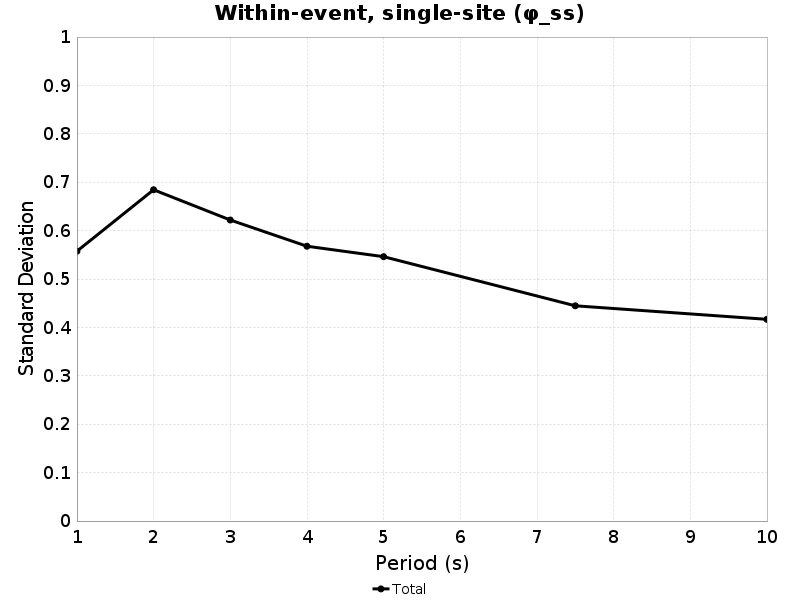 Within-event, single-site (φ_ss)
1
0.9
0.8
0.7
0.6
0.5
0.4
0.3
0.2
0.1
0
Standard Deviation
1 2 3 4 5 6 7 8 9 10
Period (s)
Total